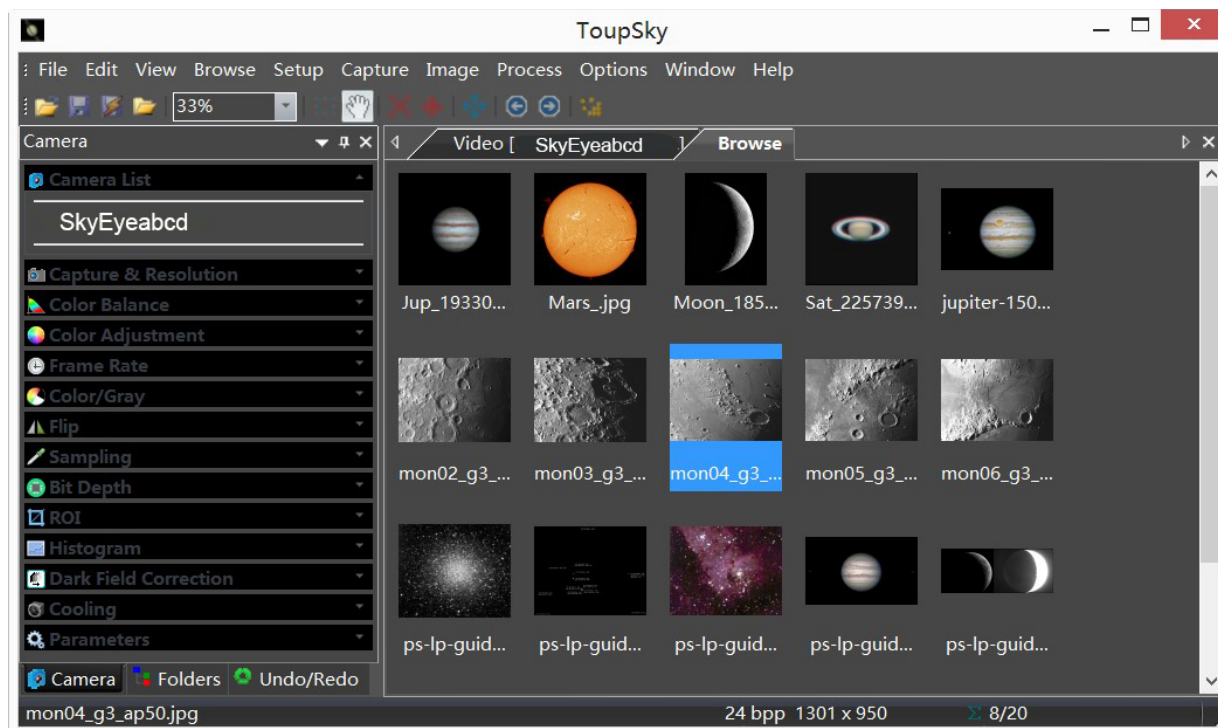 ToupSky
File Edit View Browse Setup Capture Image Process Options Window Help
33%
Camera
Video [ SkyEyeabcd ] Browse
Camera List
SkyEyeabcd
Capture & Resolution
Color Balance
Color Adjustment
Frame Rate
Color/Gray
Flip
Sampling
Bit Depth
ROI
Histogram
Dark Field Correction
Cooling
Parameters
Camera Folders Undo/Redo
Jup_19330... Mars_.jpg Moon_185... Sat_225739... jupiter-150...
mon02_g3_... mon03_g3_... mon04_g3_... mon05_g3_... mon06_g3_...
ps-lp-guid... ps-lp-guid... ps-lp-guid... ps-lp-guid... ps-lp-guid...
mon04_g3_ap50.jpg 24 bpp 1301 x 950 Σ 8/20